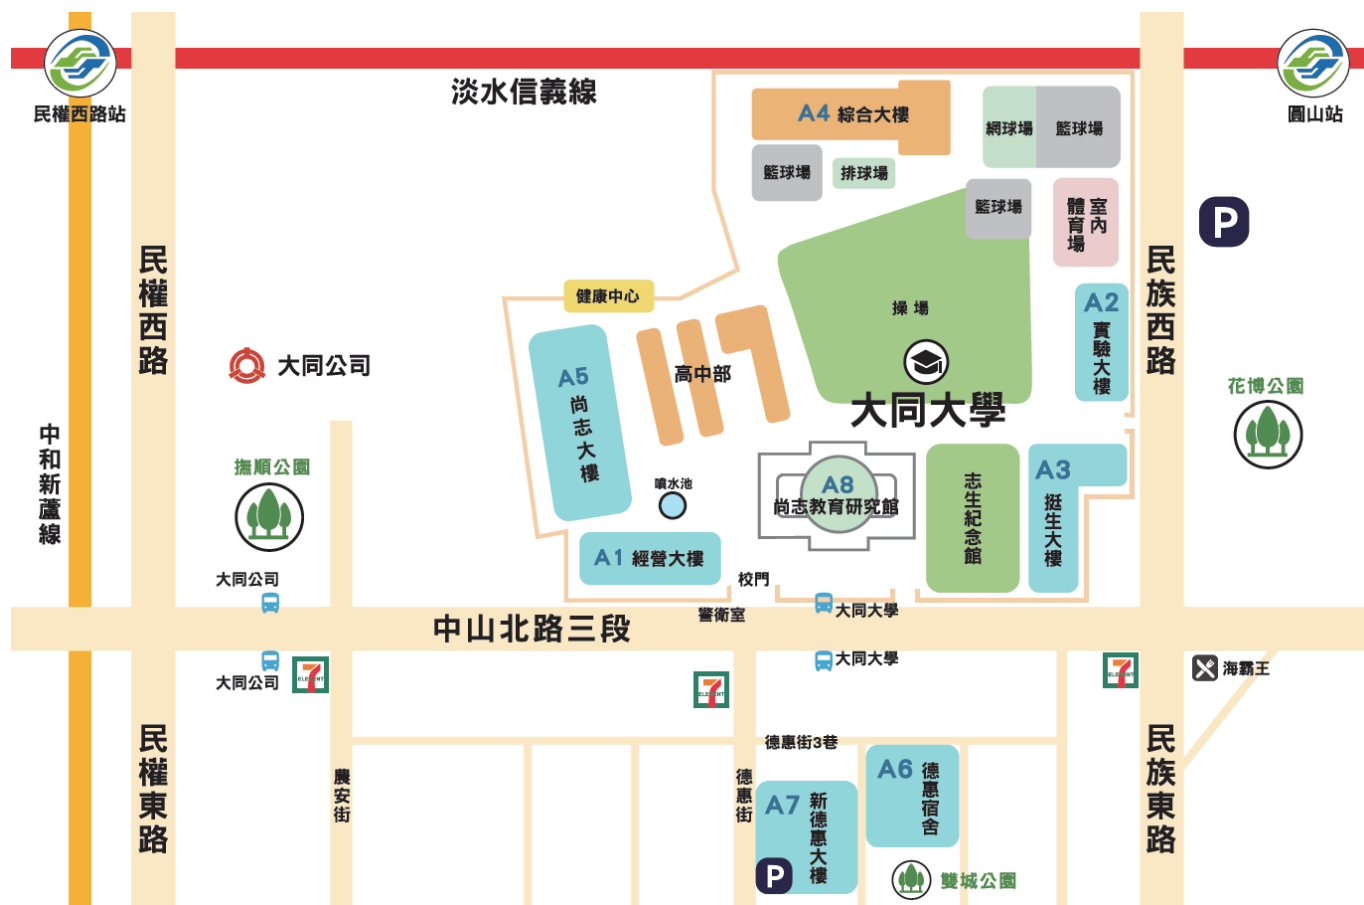 民權西路站
淡水信義線
圓山站
A4 綜合大樓
網球場
籃球場
籃球場
排球場
籃球場
室內
體育場
P
民權西路
民族西路
健康中心
操場
A2
實驗大樓
大同公司
A5
尚志大樓
高中部
大同大學
花博公園
中和新蘆線
撫順公園
噴水池
A8
尚志教育研究館
志生紀念館
A3
挺生大樓
A1 經營大樓
校門
大同公司
警衛室
大同大學
中山北路三段
大同公司
大同大學
7
ELEVEN
7
ELEVEN
7
ELEVEN
海霸王
民權東路
農安街
德惠街
德惠街3巷
A6
德惠宿舍
A7
新德惠大樓
P
民族東路
雙城公園